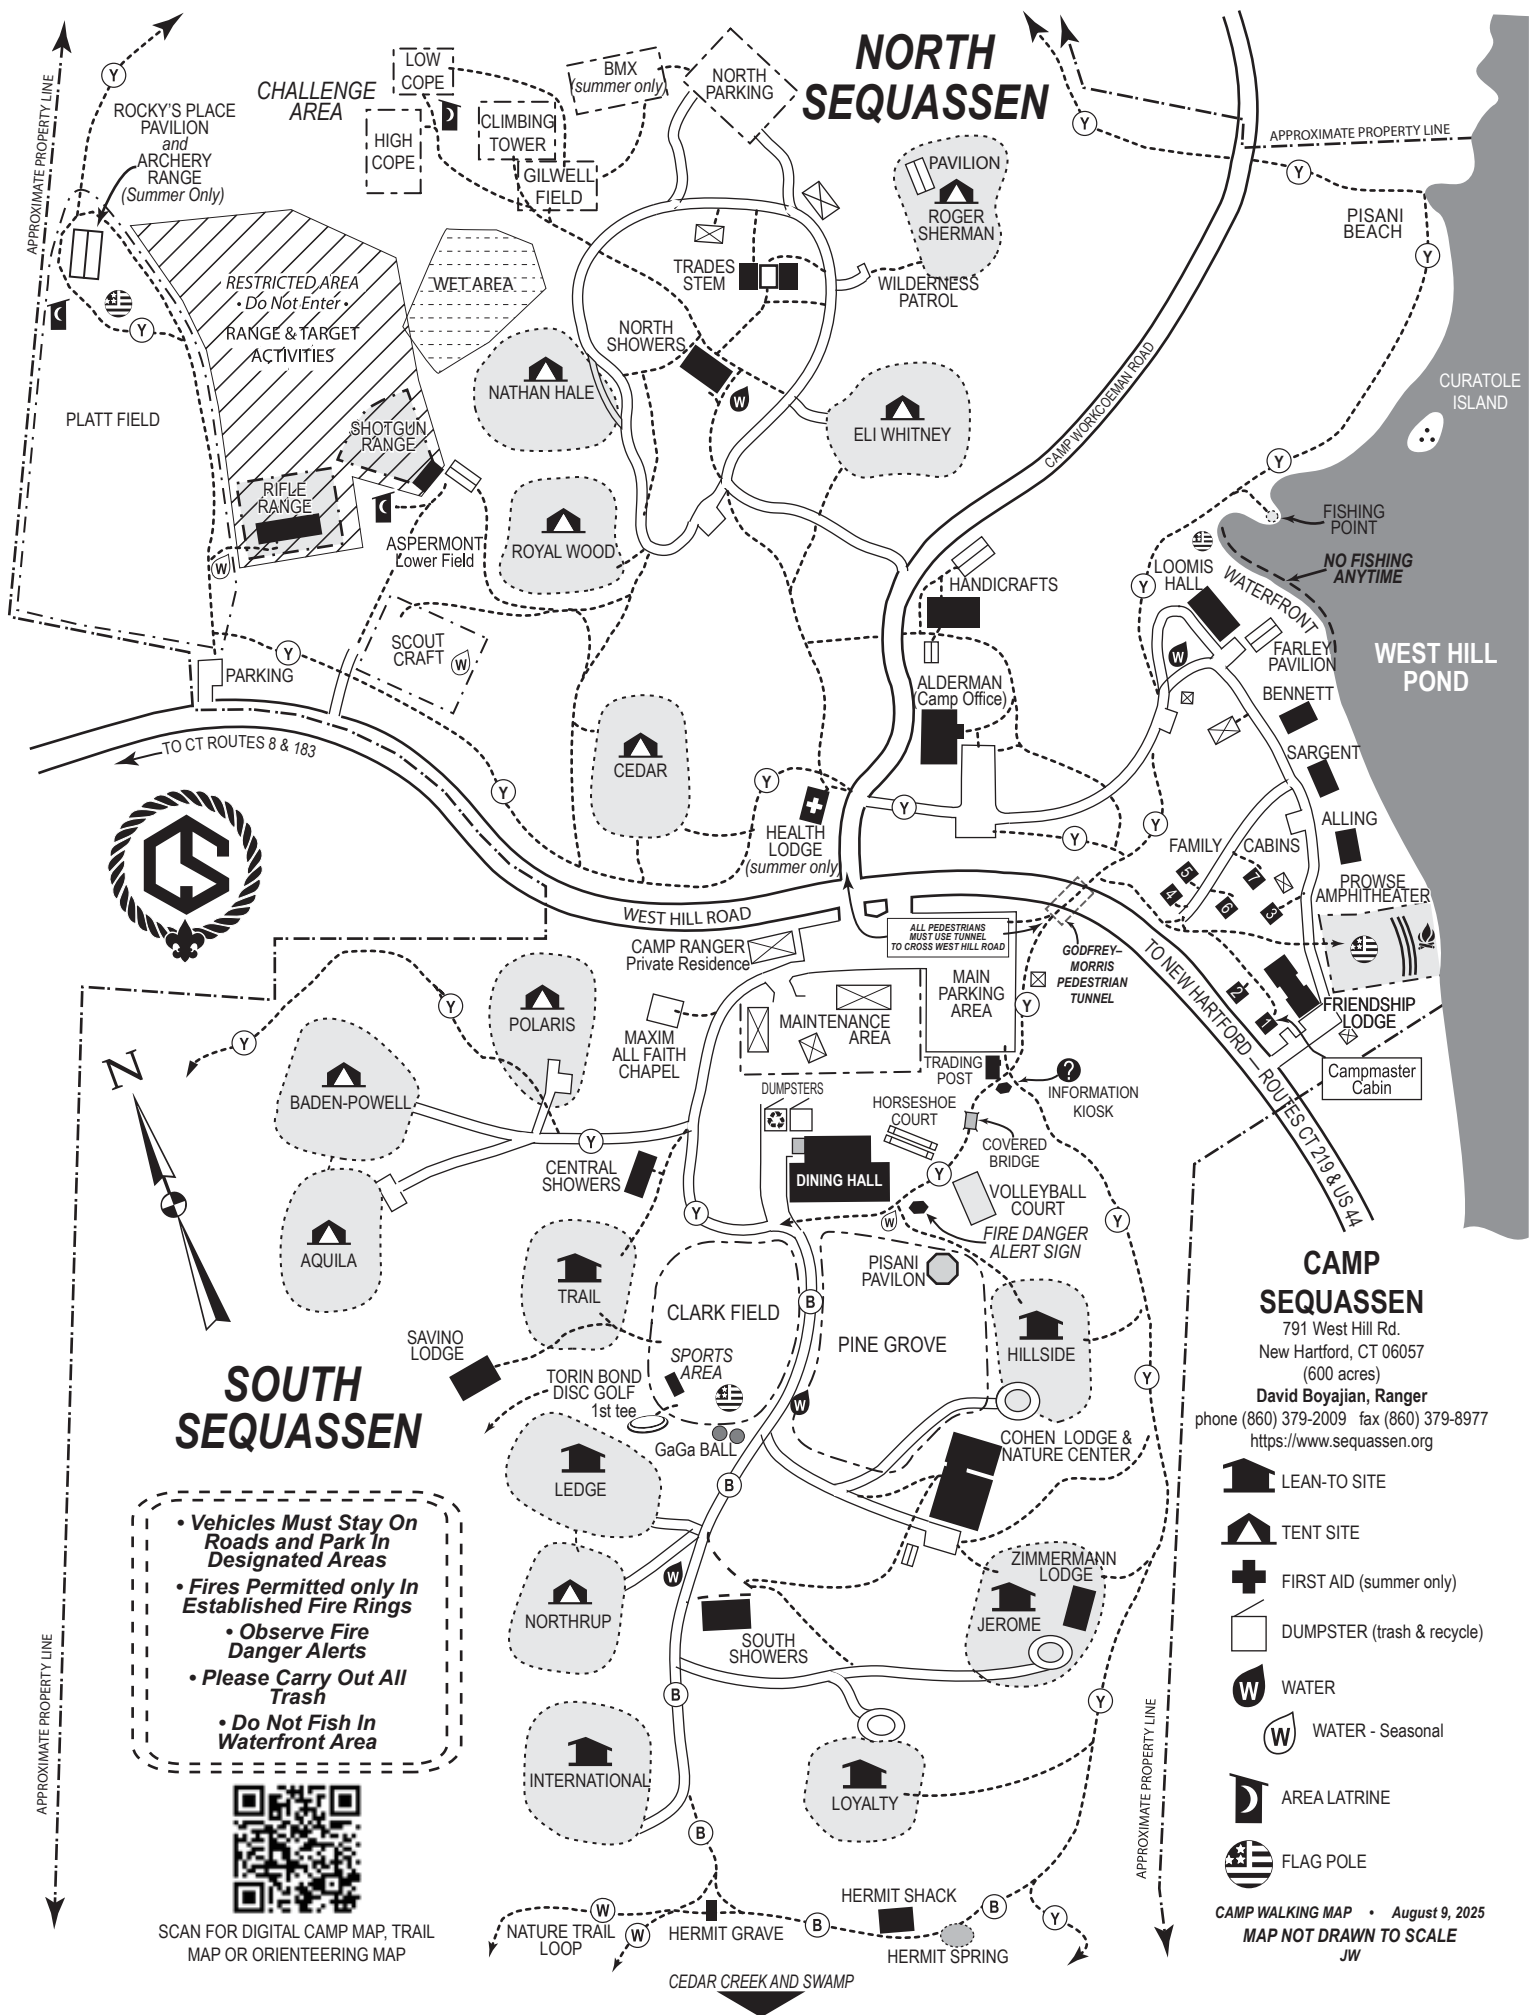 NORTH
SEQUASSEN
CHALLENGE
AREA
LOW
COPE
HIGH
COPE
CLIMBING
TOWER
GILWELL
FIELD
BMX
(summer only)
NORTH
PARKING
APPROXIMATE PROPERTY LINE
Y
ROCKY'S PLACE
PAVILION
and
ARCHERY
RANGE
(Summer Only)
RESTRICTED AREA
• Do Not Enter •
RANGE & TARGET
ACTIVITIES
WET AREA
Y
PLATT FIELD
SHOTGUN
RANGE
RIFLE
RANGE
W
ASPERMONT
Lower Field
SCOUT
CRAFT
W
Y
PARKING
TO CT ROUTES 8 & 183
PAVILION
ROGER
SHERMAN
WILDERNESS
PATROL
TRADES
STEM
NORTH
SHOWERS
W
NATHAN HALE
ELI WHITNEY
ROYAL WOOD
CEDAR
Y
Y
CAMP WORKCOEMAN ROAD
Y
APPROXIMATE PROPERTY LINE
Y
PISANI
BEACH
Y
CURATOLE
ISLAND
Y
FISHING
POINT
NO FISHING
ANYTIME
LOOMIS
HALL
WATERFRONT
Y
W
FARLEY
PAVILION
WEST HILL
POND
BENNETT
SARGENT
ALLING
HANDICRAFTS
ALDERMAN
(Camp Office)
Y
Y
Y
HEALTH
LODGE
(summer only)
FAMILY CABINS
5
4
7
6
3
2
1
PROWSE
AMPHITHEATER
FRIENDSHIP
LODGE
Campmaster
Cabin
CS
WEST HILL ROAD
ALL PEDESTRIANS
MUST USE TUNNEL
TO CROSS WEST HILL ROAD
GODFREY–
MORRIS
PEDESTRIAN
TUNNEL
TO NEW HARTFORD — ROUTES CT 219 & US 44
CAMP RANGER
Private Residence
MAIN
PARKING
AREA
Y
MAINTENANCE
AREA
MAXIM
ALL FAITH
CHAPEL
POLARIS
Y
Y
N
BADEN-POWELL
AQUILA
Y
CENTRAL
SHOWERS
DUMPSTERS
TRADING
POST
?
INFORMATION
KIOSK
HORSESHOE
COURT
COVERED
BRIDGE
DINING HALL
Y
VOLLEYBALL
COURT
W
FIRE DANGER
ALERT SIGN
Y
Y
TRAIL
CLARK FIELD
B
PISANI
PAVILON
PINE GROVE
HILLSIDE
Y
SAVINO
LODGE
SPORTS
AREA
TORIN BOND
DISC GOLF
1st tee
GaGa BALL
W
COHEN LODGE &
NATURE CENTER
SOUTH
SEQUASSEN
LEDGE
B
NORTHRUP
W
ZIMMERMANN
LODGE
JEROME
SOUTH
SHOWERS
B
Y
INTERNATIONAL
LOYALTY
B
• Vehicles Must Stay On
Roads and Park In
Designated Areas
• Fires Permitted only In
Established Fire Rings
• Observe Fire
Danger Alerts
• Please Carry Out All
Trash
• Do Not Fish In
Waterfront Area
APPROXIMATE PROPERTY LINE
SCAN FOR DIGITAL CAMP MAP, TRAIL
MAP OR ORIENTEERING MAP
W
NATURE TRAIL
LOOP
W
HERMIT GRAVE
B
HERMIT SHACK
B
HERMIT SPRING
Y
CEDAR CREEK AND SWAMP
APPROXIMATE PROPERTY LINE
CAMP
SEQUASSEN
791 West Hill Rd.
New Hartford, CT 06057
(600 acres)
David Boyajian, Ranger
phone (860) 379-2009 fax (860) 379-8977
https://www.sequassen.org
LEAN-TO SITE
TENT SITE
FIRST AID (summer only)
DUMPSTER (trash & recycle)
W WATER
W WATER - Seasonal
AREA LATRINE
FLAG POLE
CAMP WALKING MAP • August 9, 2025
MAP NOT DRAWN TO SCALE
JW